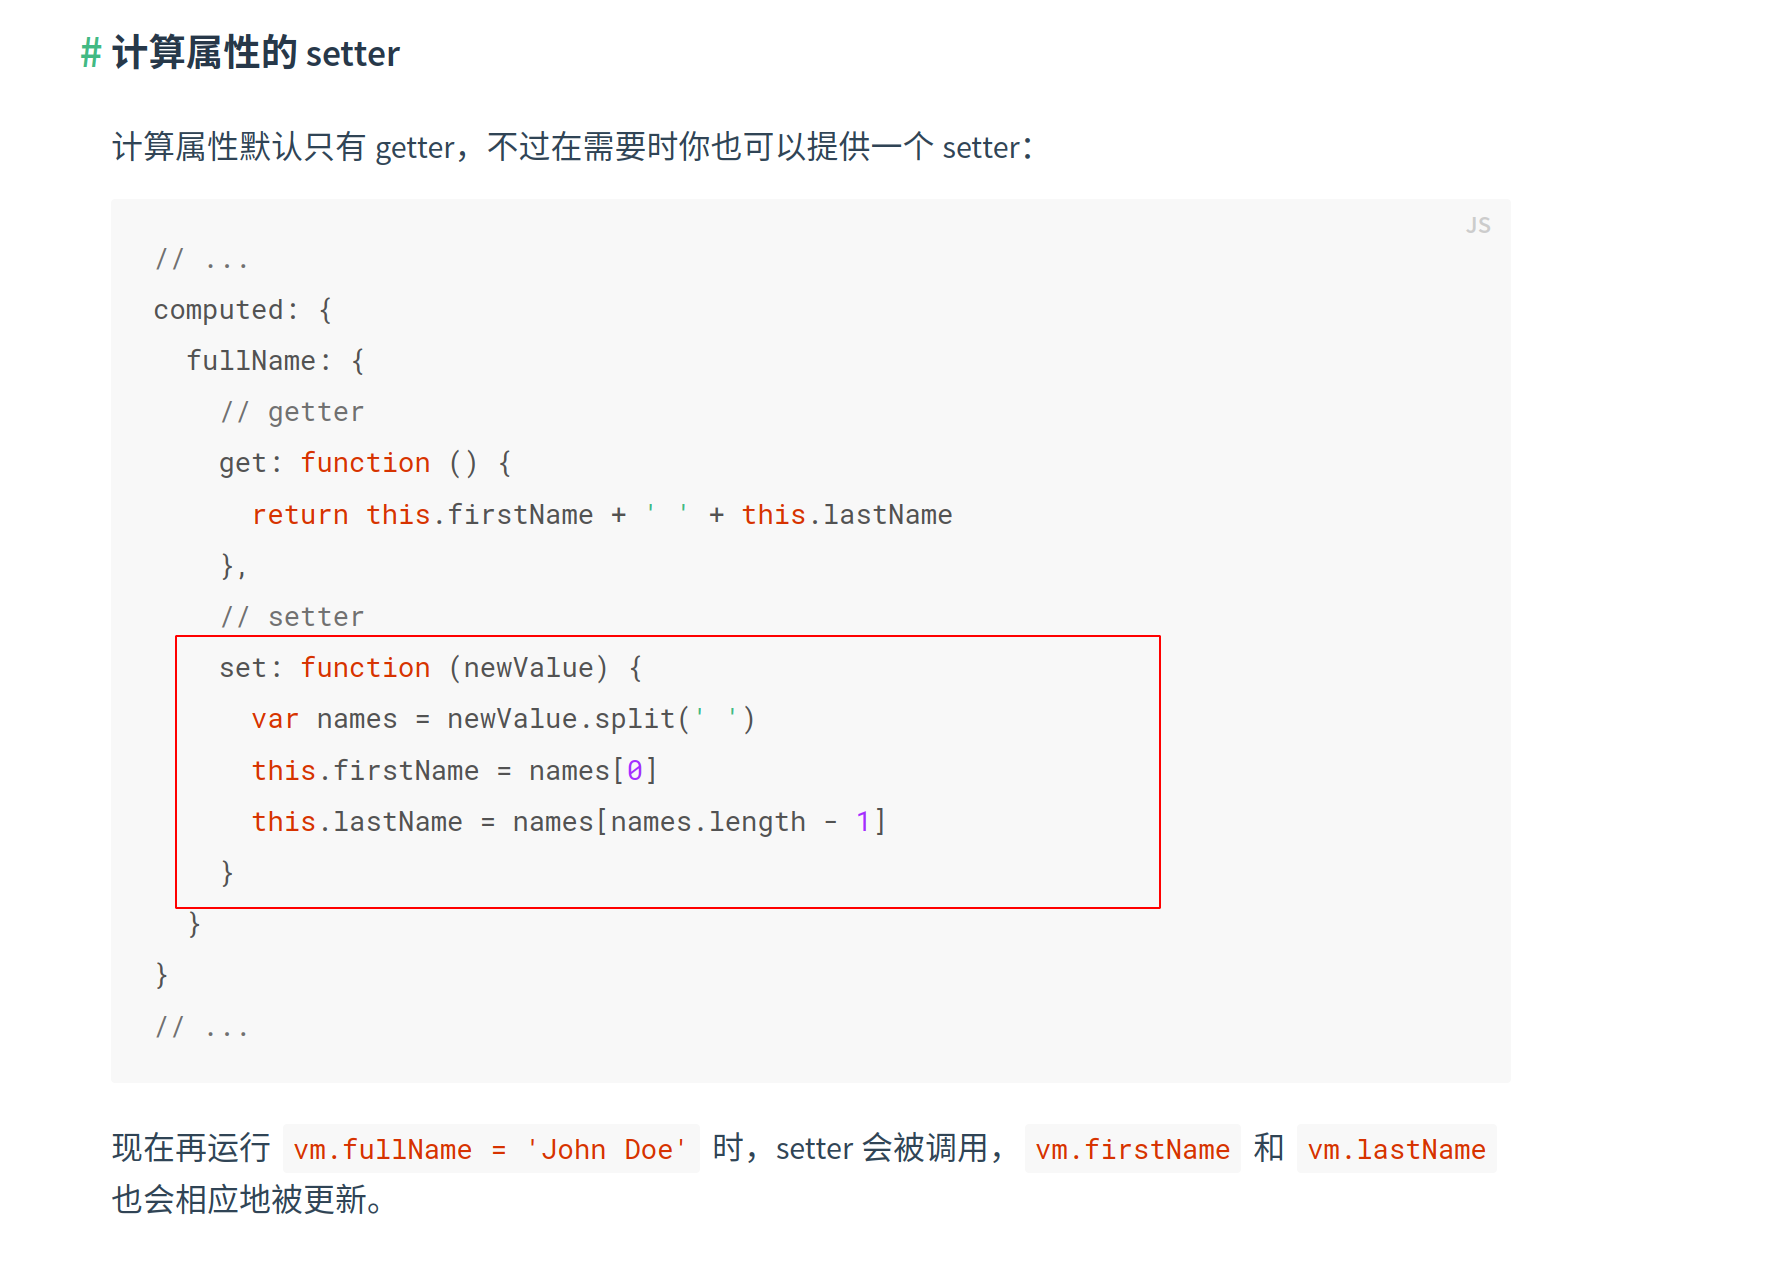 # 计算属性的 setter
计算属性默认只有 getter，不过在需要时你也可以提供一个 setter：
JS
// ...
computed: {
  fullName: {
    // getter
    get: function () {
      return this.firstName + ' ' + this.lastName
    },
    // setter
    set: function (newValue) {
      var names = newValue.split(' ')
      this.firstName = names[0]
      this.lastName = names[names.length - 1]
    }
  }
}
// ...
现在再运行 vm.fullName = 'John Doe' 时，setter 会被调用，vm.firstName 和 vm.lastName
也会相应地被更新。